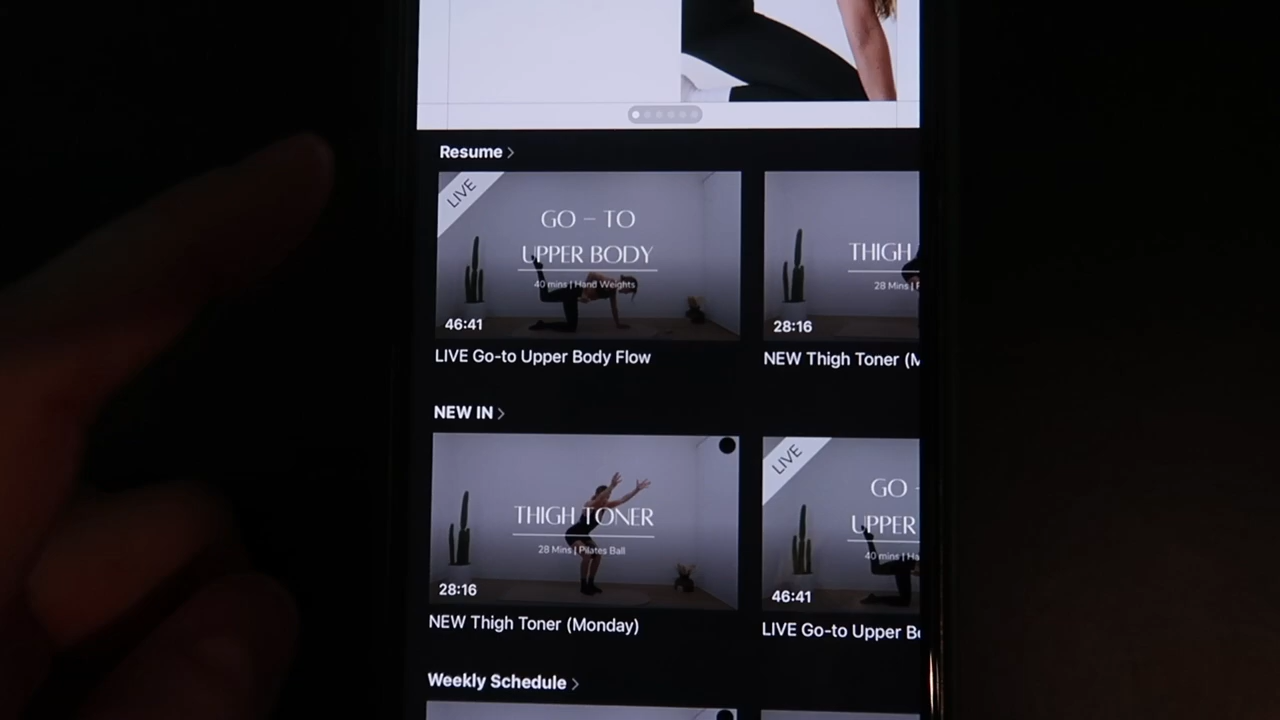 Resume >
LIVE
GO – TO
UPPER BODY
40 mins | Hand Weights
46:41
LIVE Go-to Upper Body Flow
THIGH
28 Mins |
28:16
NEW Thigh Toner (M
NEW IN >
THIGH TONER
28 Mins | Pilates Ball
28:16
NEW Thigh Toner (Monday)
LIVE
GO -
UPPER
40 mins | Ha
46:41
LIVE Go-to Upper Bo
Weekly Schedule >